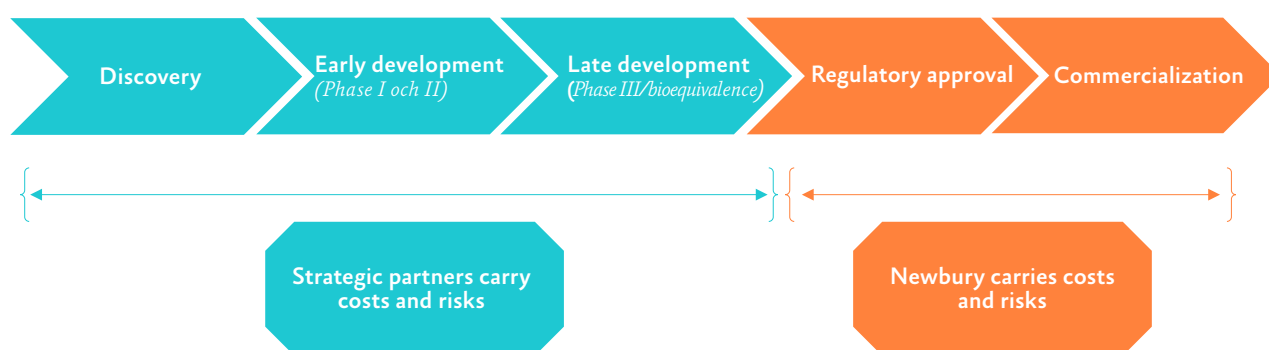 Discovery
Early development
(Phase I och II)
Late development
(Phase III/bioequivalence)
Regulatory approval
Commercialization
Strategic partners carry
costs and risks
Newbury carries costs
and risks